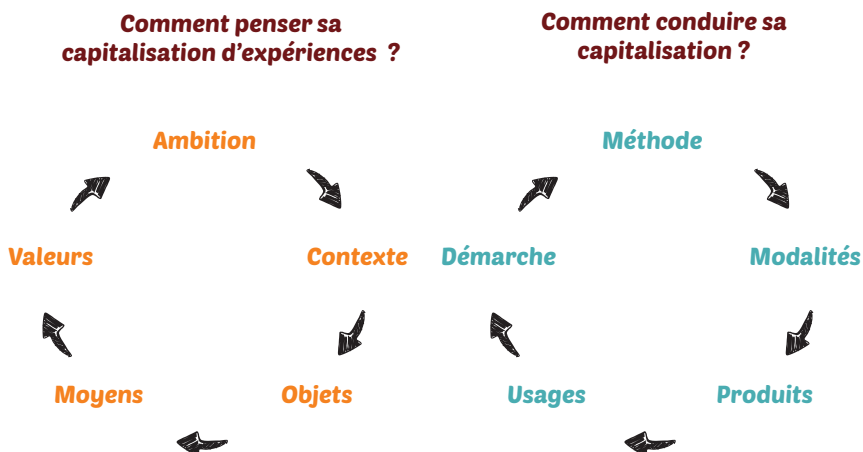 Comment penser sa
capitalisation d'expériences  ?
Comment conduire sa
capitalisation ?
Ambition
Valeurs
Contexte
Moyens
Objets
Méthode
Démarche
Modalités
Usages
Produits